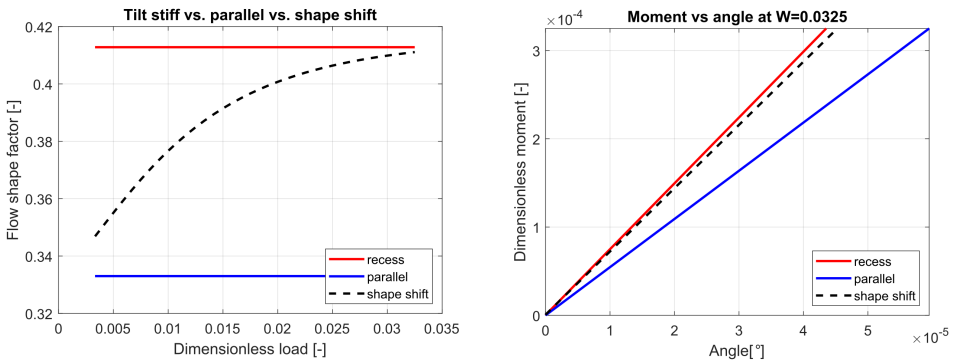 Tilt stiff vs. parallel vs. shape shift
Flow shape factor [-]
0.42
0.4
0.38
0.36
0.34
0.32
0
0.005
0.01
0.015
0.02
0.025
0.03
0.035
Dimensionless load [-]
recess
parallel
shape shift
Moment vs angle at W=0.0325
×10⁻⁴
Dimensionless moment
3
2
1
0
0
1
2
3
4
5
×10⁻⁵
Angle[°]
recess
parallel
shape shift